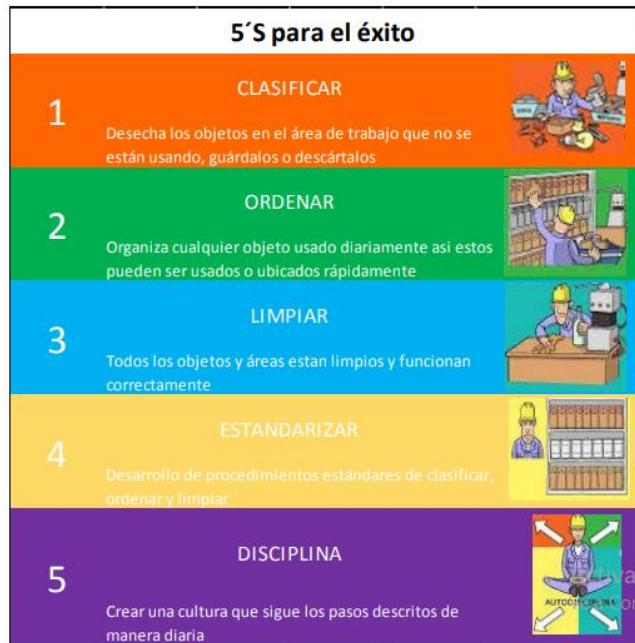 5´S para el éxito
1
CLASIFICAR
Desecha los objetos en el área de trabajo que no se
están usando, guárdalos o descártalos
2
ORDENAR
Organiza cualquier objeto usado diariamente asi estos
pueden ser usados o ubicados rápidamente
3
LIMPIAR
Todos los objetos y áreas estan limpios y funcionan
correctamente
4
ESTANDARIZAR
Desarrollo de procedimientos estándares de clasificar,
ordenar y limpiar
5
DISCIPLINA
Crear una cultura que sigue los pasos descritos de
manera diaria
AUTODISCIPLINA